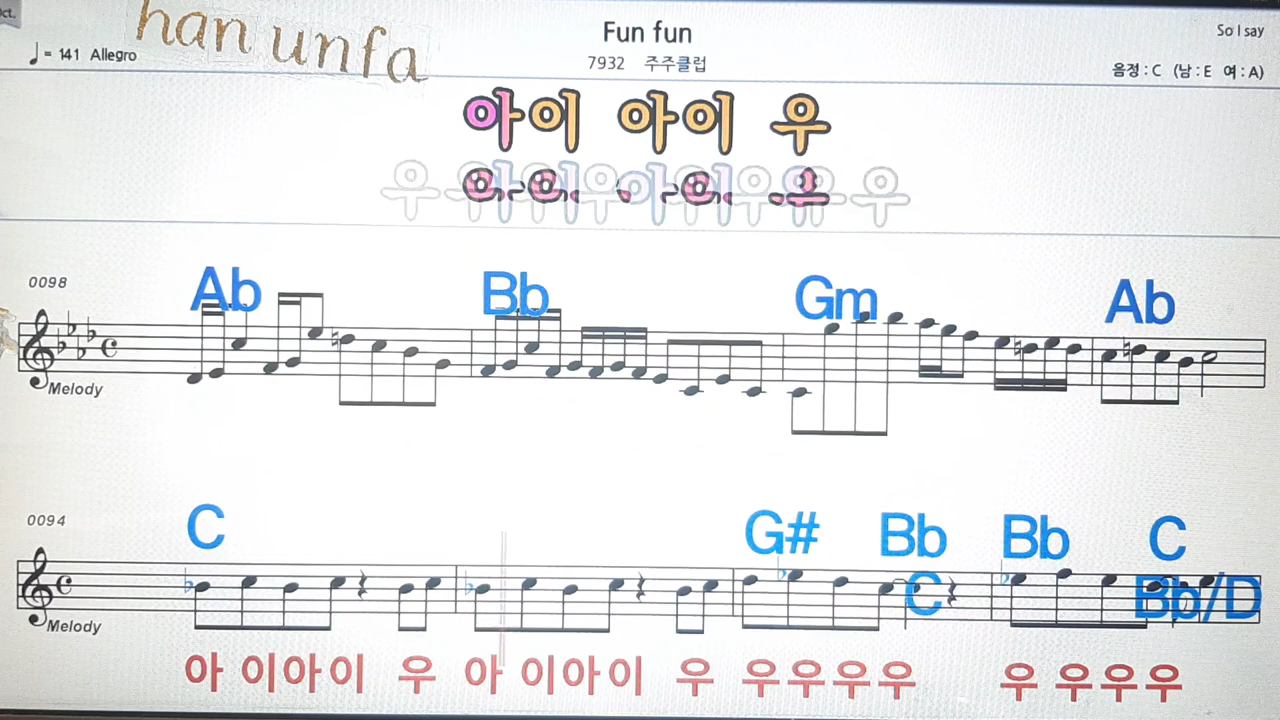 ct.
han unfa
Fun fun
So I say
♩= 141 Allegro
7932 주주클럽
음정 : C (남 : E 여 : A)
아이 아이 우
0098
Ab Bb Gm Ab
Melody
0094
C G# Bb Bb C
C Bb/D
Melody
아 이아이 우 아 이아이 우 우우우우 우 우우우